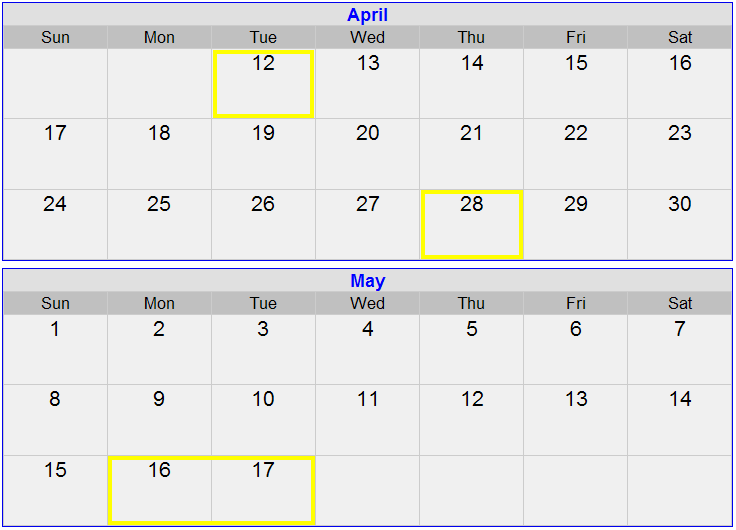 April
Sun Mon Tue Wed Thu Fri Sat
12 13 14 15 16
17 18 19 20 21 22 23
24 25 26 27 28 29 30
May
Sun Mon Tue Wed Thu Fri Sat
1 2 3 4 5 6 7
8 9 10 11 12 13 14
15 16 17